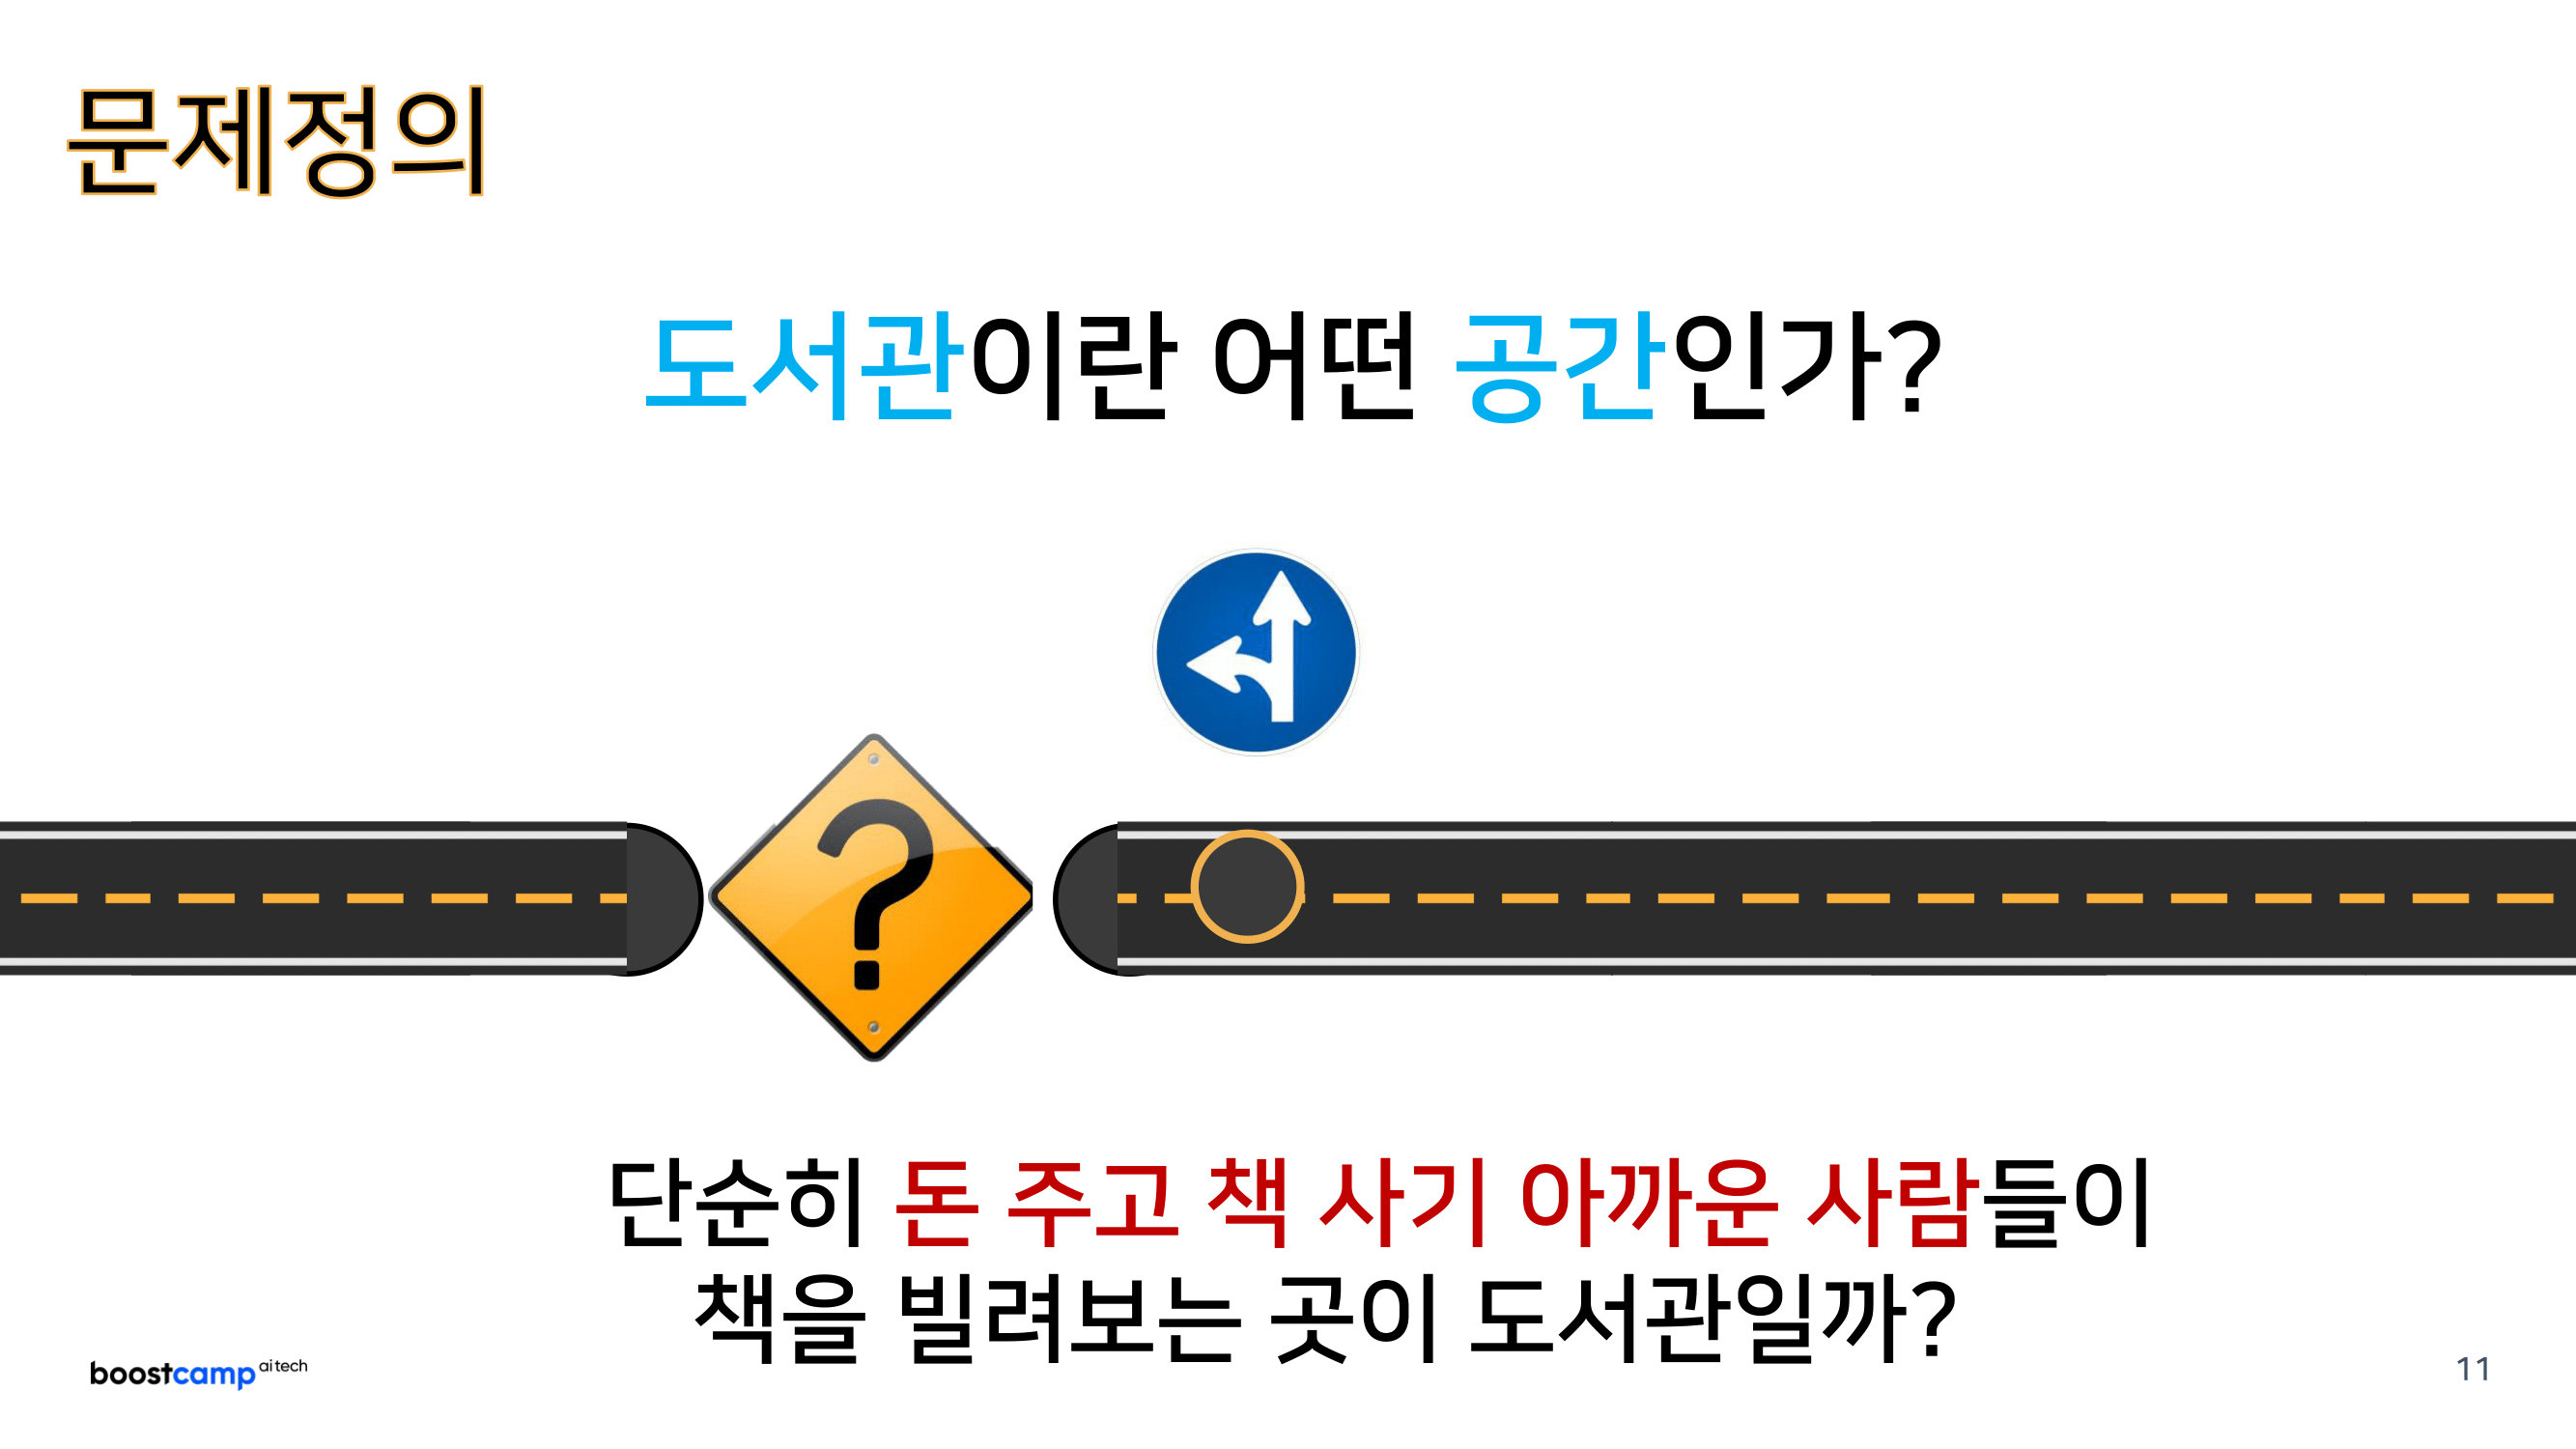 문제정의
도서관이란 어떤 공간인가?
?
단순히 돈 주고 책 사기 아까운 사람들이
책을 빌려보는 곳이 도서관일까?
boostcamp ai tech
11